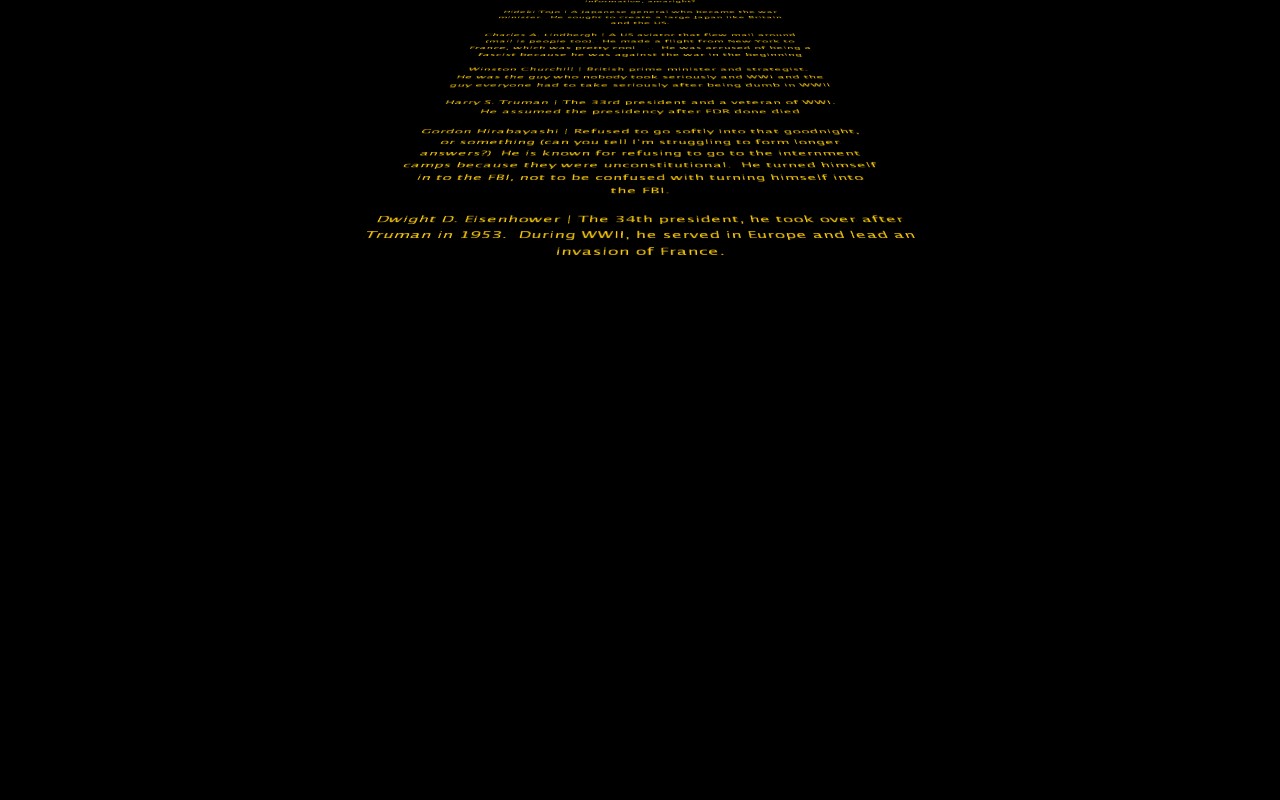 informative, amaright?
Hideki Tojo | A Japanese general who became the war
minister. He sought to create a large Japan like Britain
and the US.
Charles A. Lindbergh | A US aviator that flew mail around
(mail is people too). He made a flight from New York to
France, which was pretty cool. He was accused of being a
fascist because he was against the war in the beginning
Winston Churchill | British prime minister and strategist.
He was the guy who nobody took seriously and WWI and the
guy everyone had to take seriously after being dumb in WWII
Harry S. Truman | The 33rd president and a veteran of WWI.
He assumed the presidency after FDR done died
Gordon Hirabayashi | Refused to go softly into that goodnight,
or something (can you tell I'm struggling to form longer
answers?) He is known for refusing to go to the internment
camps because they were unconstitutional. He turned himself
in to the FBI, not to be confused with turning himself into
the FBI.
Dwight D. Eisenhower | The 34th president, he took over after
Truman in 1953. During WWII, he served in Europe and lead an
invasion of France.